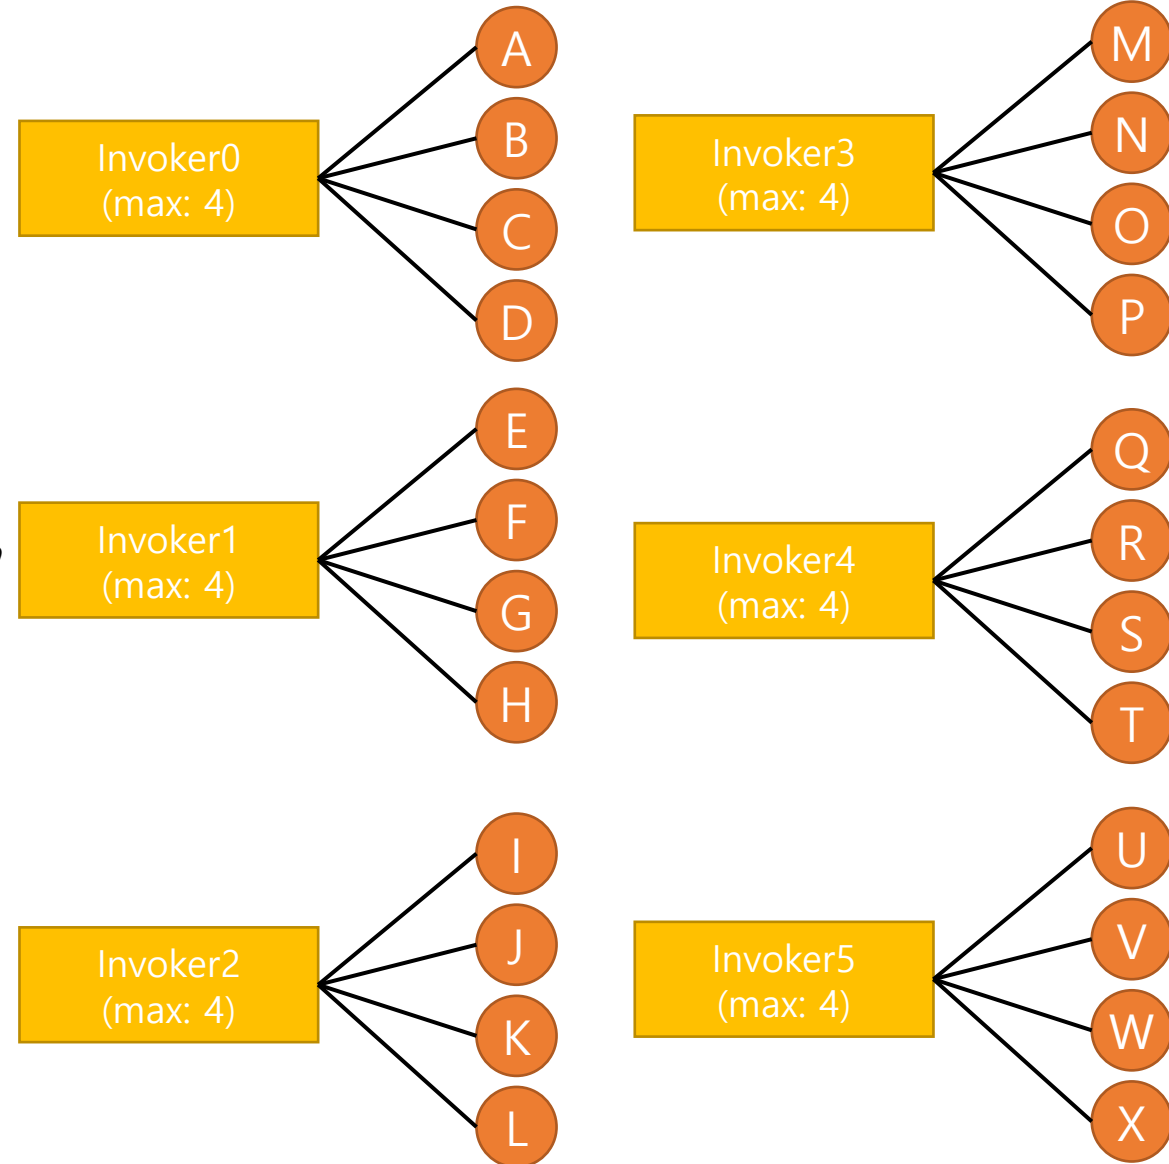 Invoker0
(max: 4)
A
B
C
D
Invoker1
(max: 4)
E
F
G
H
Invoker2
(max: 4)
I
J
K
L
Invoker3
(max: 4)
M
N
O
P
Invoker4
(max: 4)
Q
R
S
T
Invoker5
(max: 4)
U
V
W
X